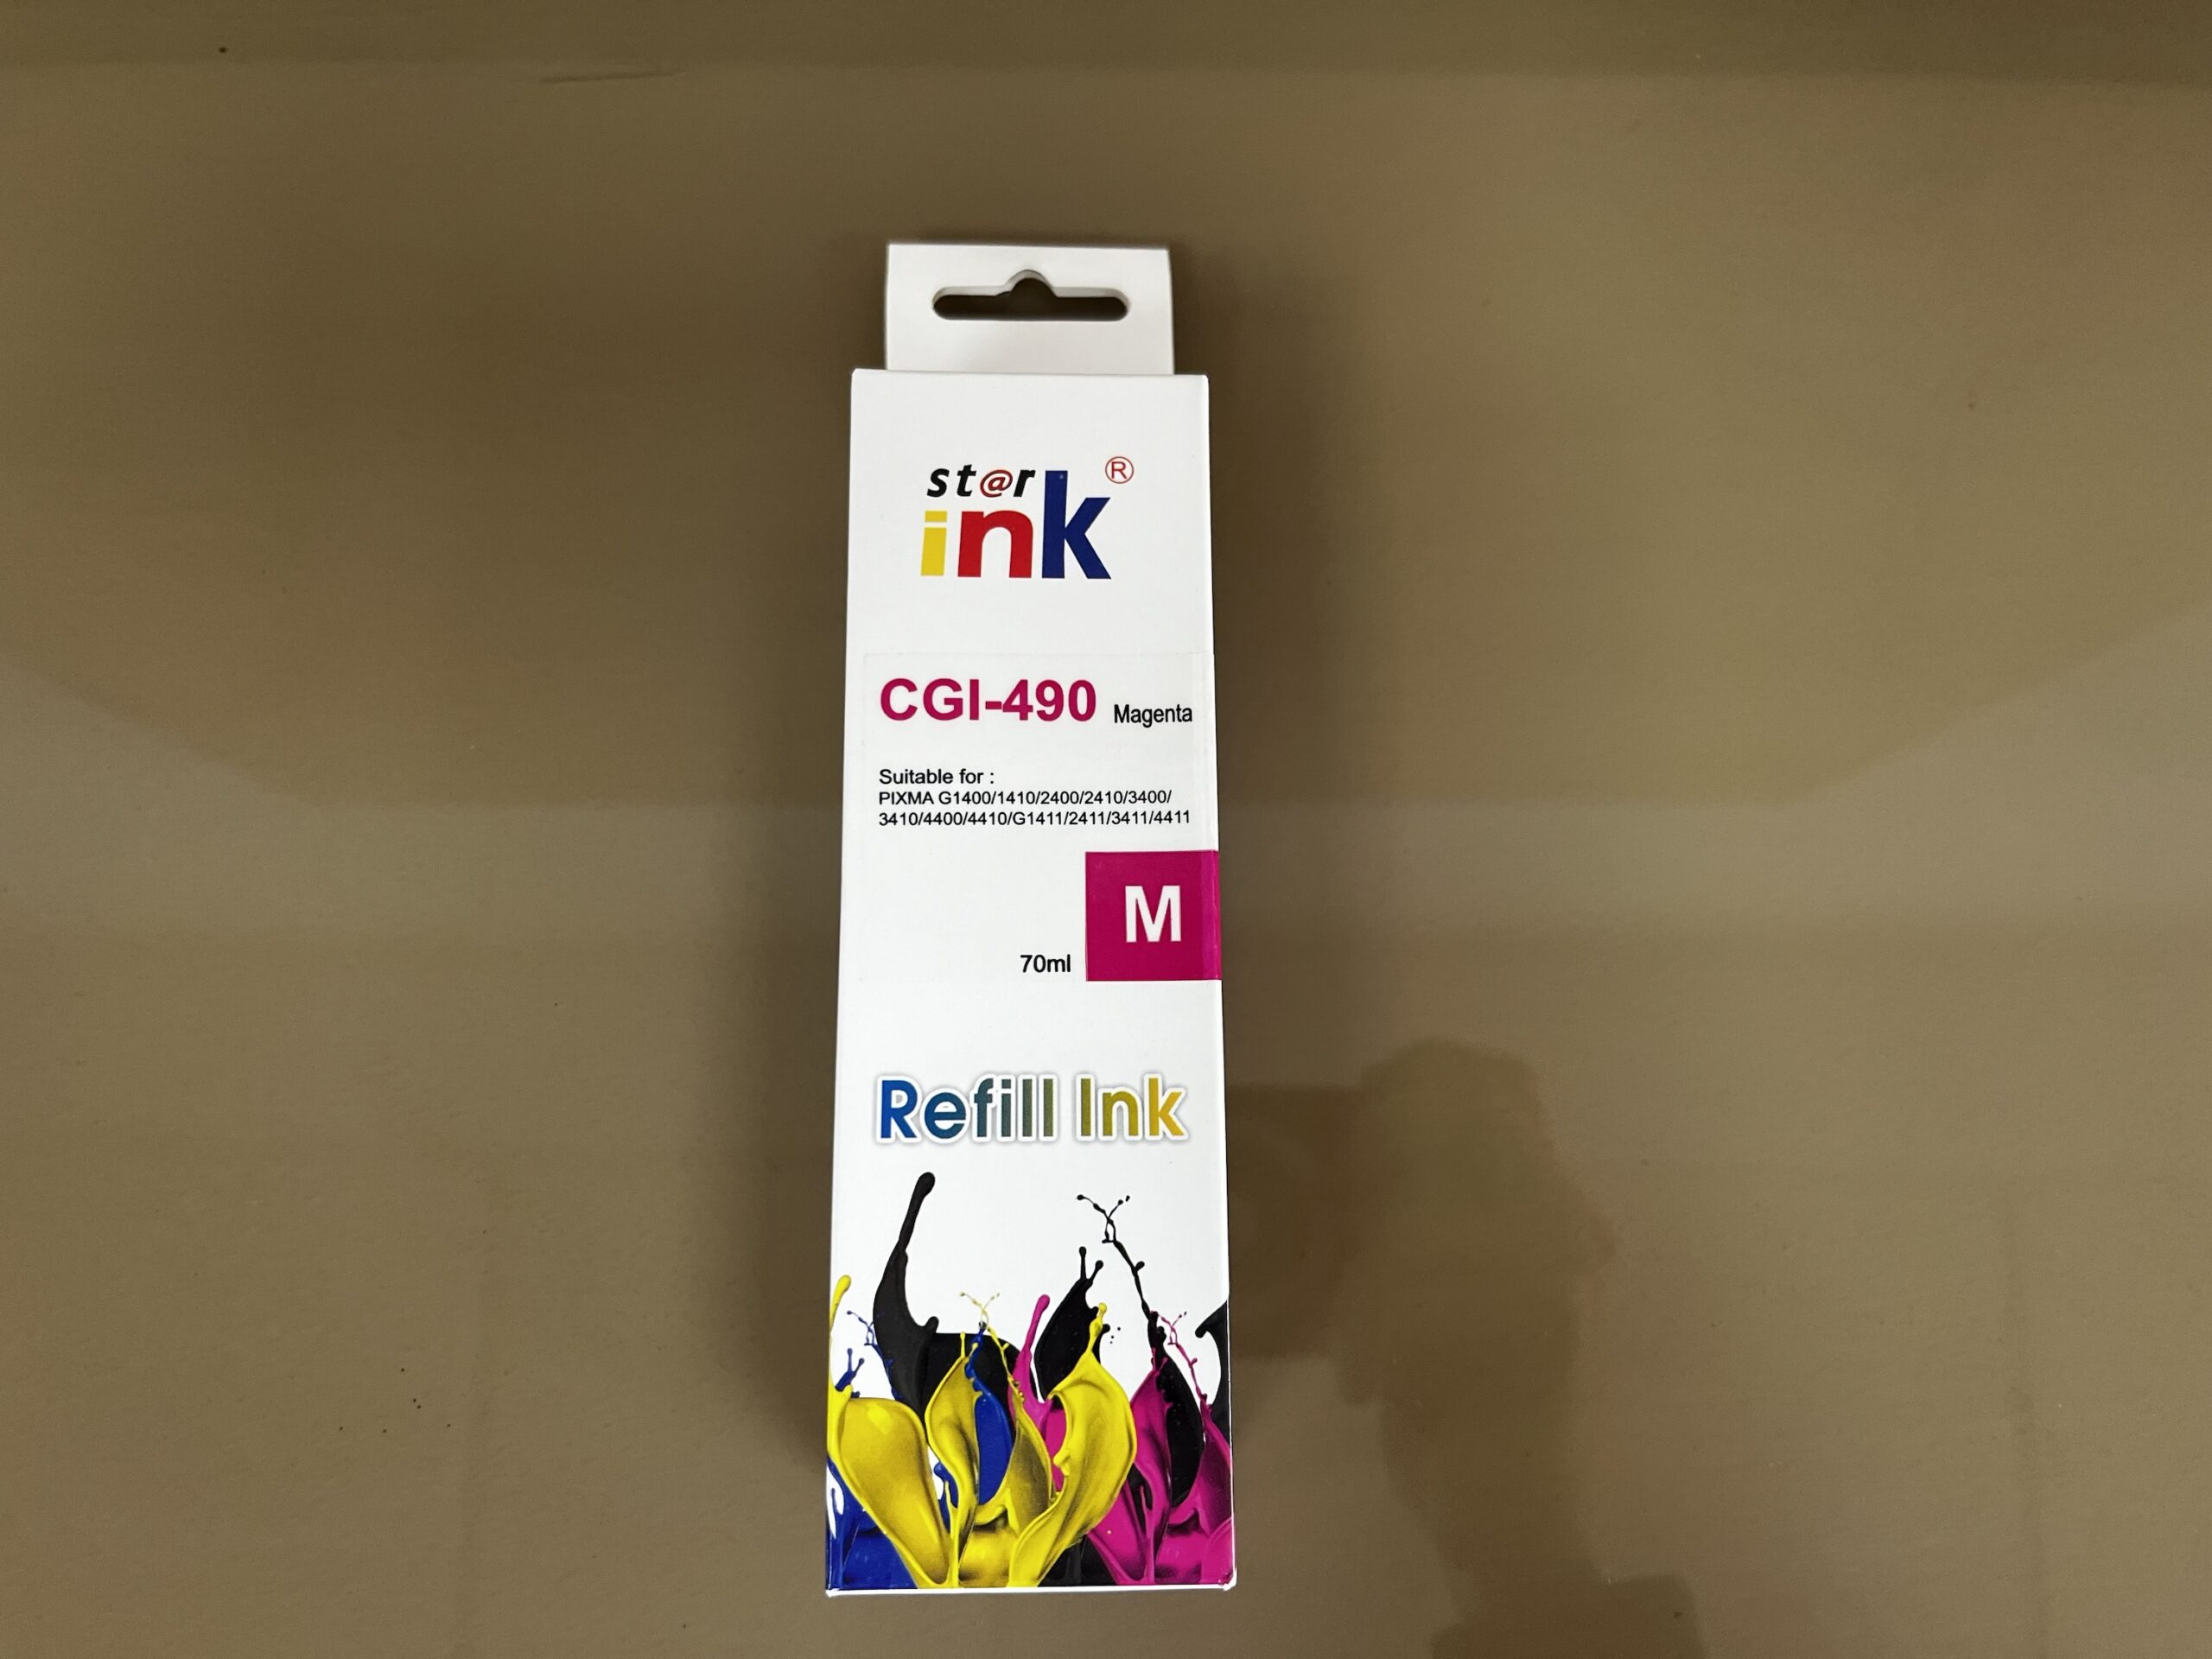 st@r
ink®
CGI-490 Magenta
Suitable for :
PIXMA G1400/1410/2400/2410/3400/
3410/4400/4410/G1411/2411/3411/4411
M
70ml
Refill Ink